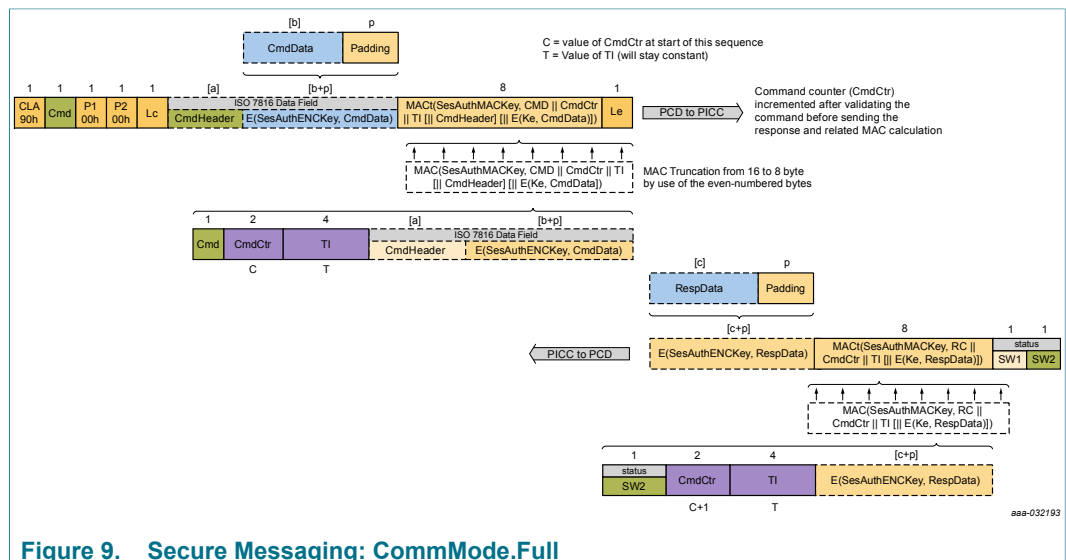 [b] p
CmdData Padding
C = value of CmdCtr at start of this sequence
T = Value of TI (will stay constant)
1 1 1 1 1 [a] [b+p] 8 1
CLA 90h Cmd P1 00h P2 00h Lc
ISO 7816 Data Field
CmdHeader E(SesAuthENCKey, CmdData)
MACt(SesAuthMACKey, CMD || CmdCtr
|| TI [|| CmdHeader] [|| E(Ke, CmdData)])
Le
PCD to PICC
Command counter (CmdCtr)
incremented after validating the
command before sending the
response and related MAC calculation
MAC(SesAuthMACKey, CMD || CmdCtr || TI
[|| CmdHeader] [|| E(Ke, CmdData])
MAC Truncation from 16 to 8 byte
by use of the even-numbered bytes
1 2 4 [a] [b+p]
Cmd CmdCtr TI
ISO 7816 Data Field
CmdHeader E(SesAuthENCKey, CmdData)
C T
[c] p
RespData Padding
[c+p] 8 1 1
PICC to PCD
E(SesAuthENCKey, RespData)
MACt(SesAuthMACKey, RC ||
CmdCtr || TI [|| E(Ke, RespData)])
status
SW1 SW2
MAC(SesAuthMACKey, RC ||
CmdCtr || TI [|| E(Ke, RespData)])
1 2 4 [c+p]
status
SW2 CmdCtr TI E(SesAuthENCKey, RespData)
C+1 T
aaa-032193
Figure 9. Secure Messaging: CommMode.Full